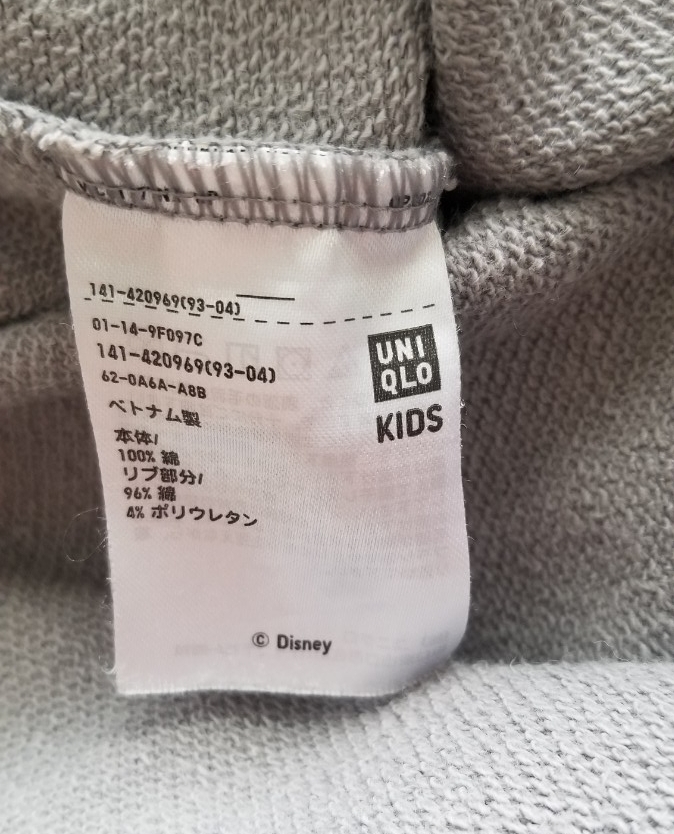 141-420969(93-04)
01-14-9F097C
141-420969(93-04)
62-0A6A-A8B
ベトナム製
本体/
100% 綿
リブ部分/
96% 綿
4% ポリウレタン
UNI
QLO
KIDS
© Disney